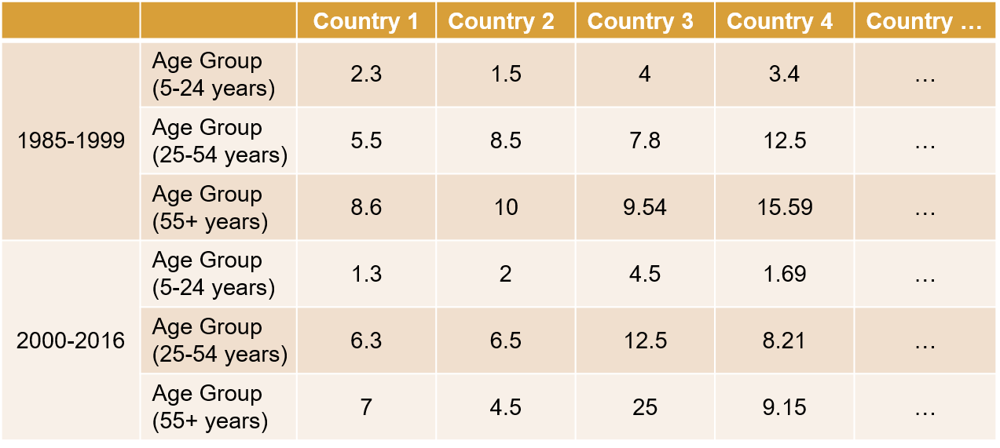 Country 1 Country 2 Country 3 Country 4 Country …
1985-1999
Age Group
(5-24 years) 2.3 1.5 4 3.4 …
Age Group
(25-54 years) 5.5 8.5 7.8 12.5 …
Age Group
(55+ years) 8.6 10 9.54 15.59 …
2000-2016
Age Group
(5-24 years) 1.3 2 4.5 1.69 …
Age Group
(25-54 years) 6.3 6.5 12.5 8.21 …
Age Group
(55+ years) 7 4.5 25 9.15 …